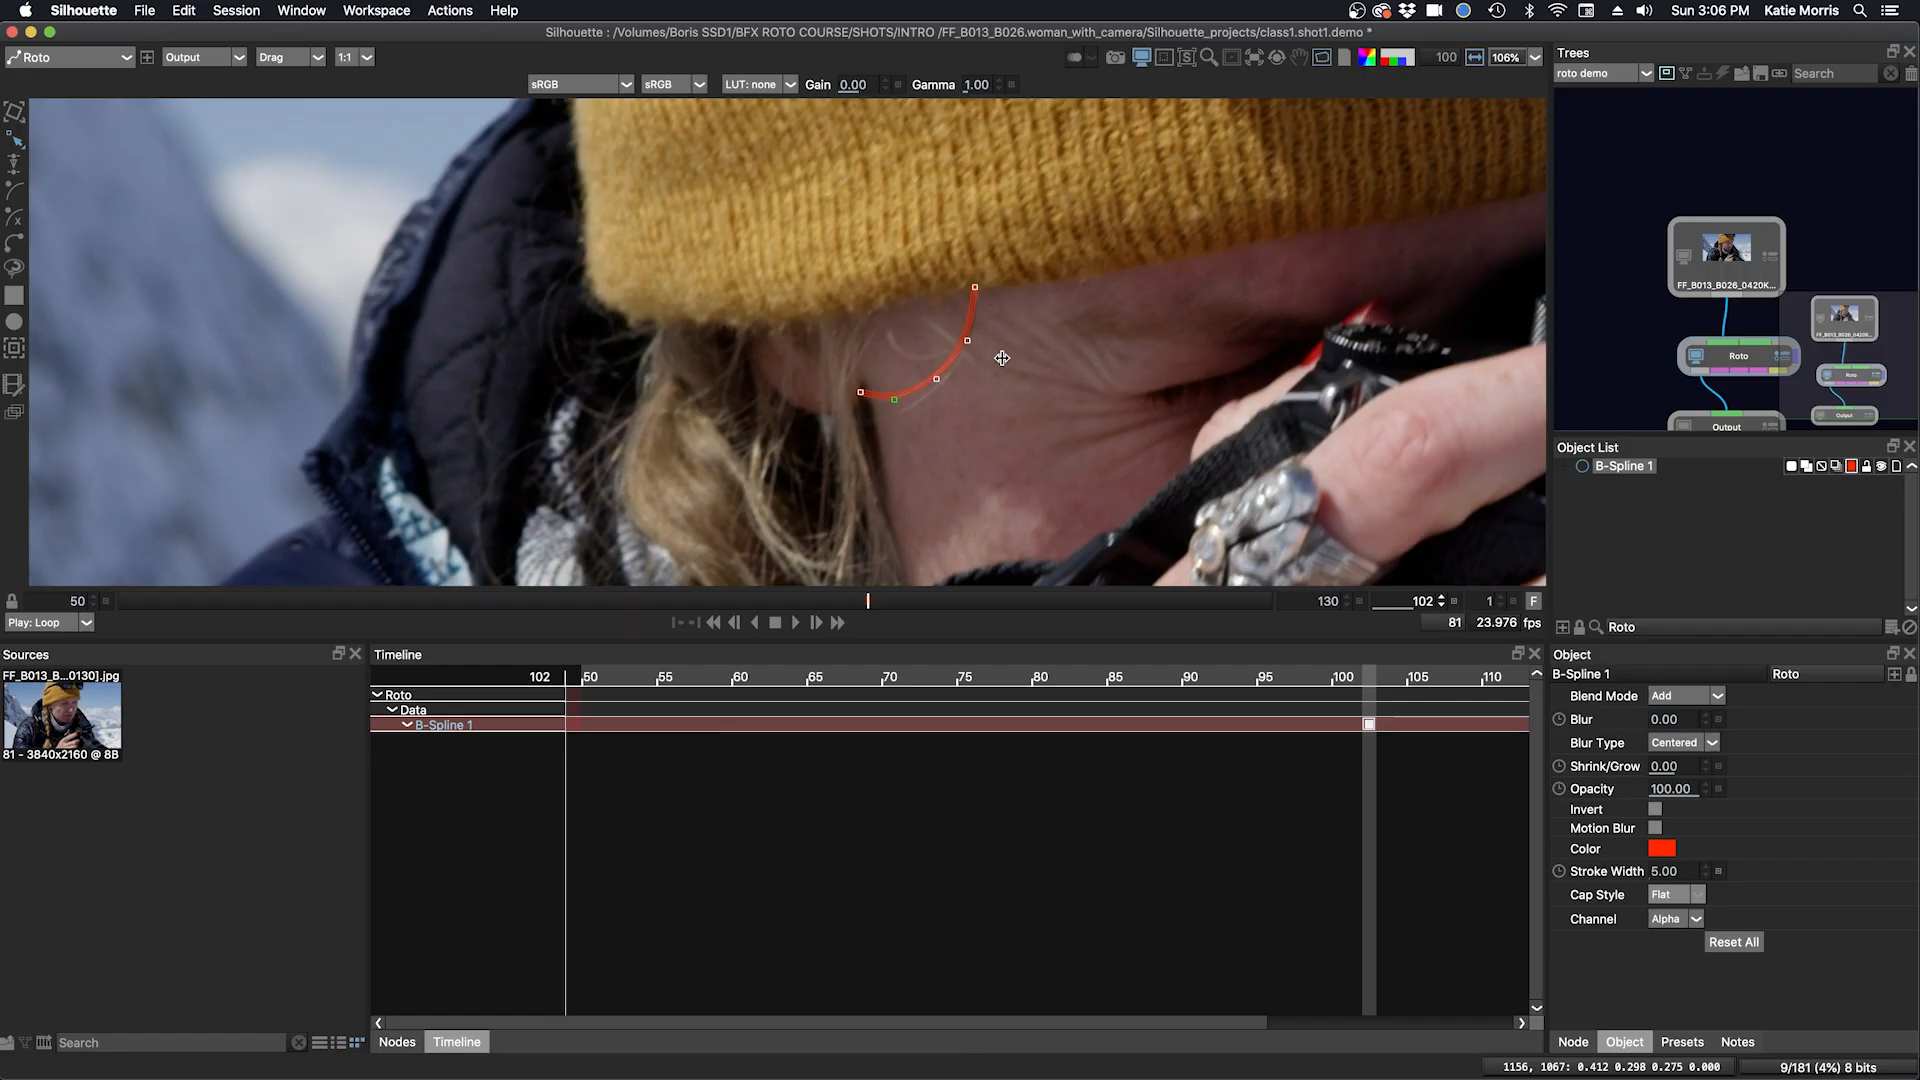 Silhouette File Edit Session Window Workspace Actions Help Sun 3:06 PM Katie Morris
Silhouette : /Volumes/Boris SSD1/BFX ROTO COURSE/SHOTS/INTRO /FF_B013_B026.woman_with_camera/Silhouette_projects/class1.shot1.demo *
Roto Output Drag 1:1 100 106%
sRGB sRGB LUT: none Gain 0.00 Gamma 1.00
Trees
roto demo Search
FF_B013_B026_0420K...
FF_B013_B026_0420K...
Roto
Roto
Output
Output
Object List
B-Spline 1
50 130 102 1 F
Play: Loop 81 23.976 fps
Roto
Sources
FF_B013_B...0130].jpg
81 - 3840x2160 @ 8B
Search
Timeline
102 50 55 60 65 70 75 80 85 90 95 100 105 110
Roto
Data
B-Spline 1
Nodes Timeline
Object
B-Spline 1 Roto
Blend Mode Add
Blur 0.00
Blur Type Centered
Shrink/Grow 0.00
Opacity 100.00
Invert
Motion Blur
Color
Stroke Width 5.00
Cap Style Flat
Channel Alpha
Reset All
Node Object Presets Notes
1156, 1067: 0.412 0.298 0.275 0.000 9/181 (4%) 8 bits